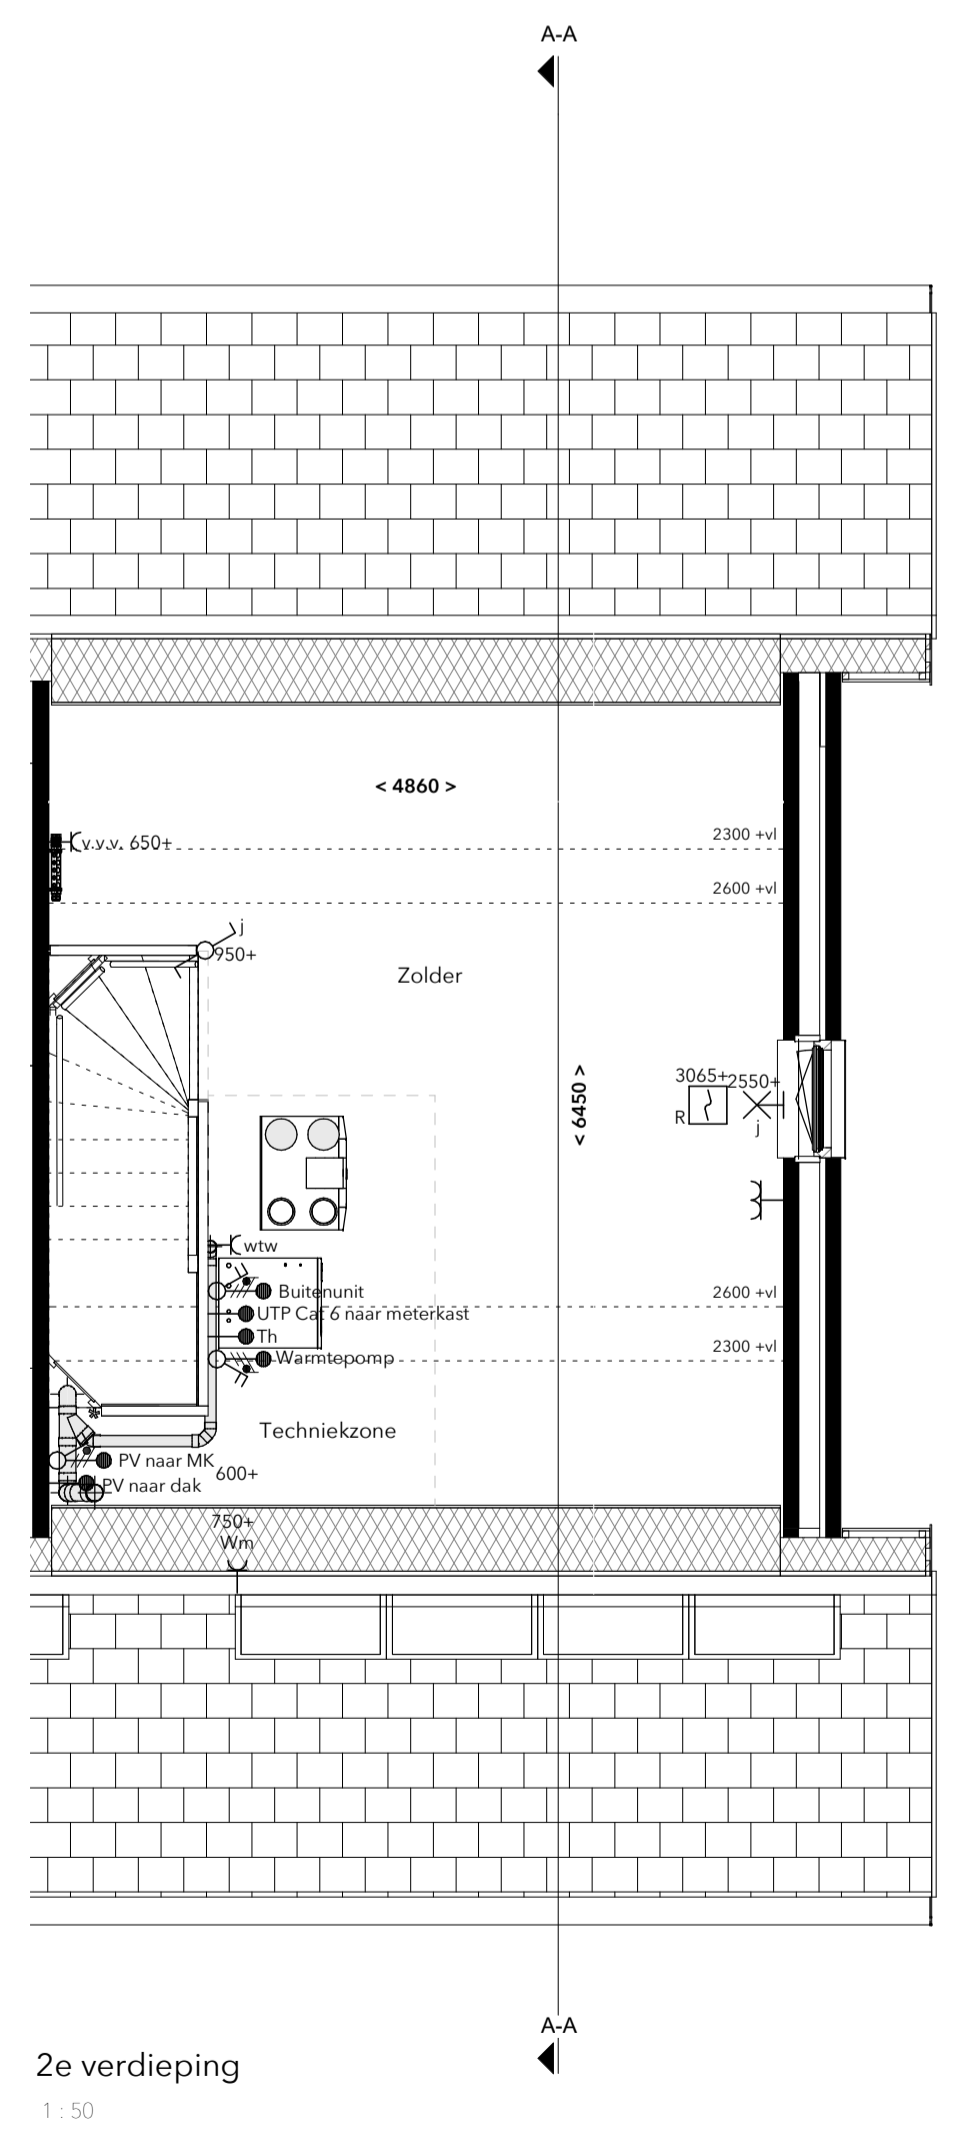 A-A
< 4860 >
2300 +vl
v.v.v. 650+
2600 +vl
j
950+
Zolder
< 6450 >
3065+
2550+
R
j
wtw
Buitenunit
2600 +vl
UTP Cat 6 naar meterkast
Th
2300 +vl
Warmtepomp
Techniekzone
PV naar MK
600+
PV naar dak
750+
Wm
A-A
2e verdieping
1 : 50